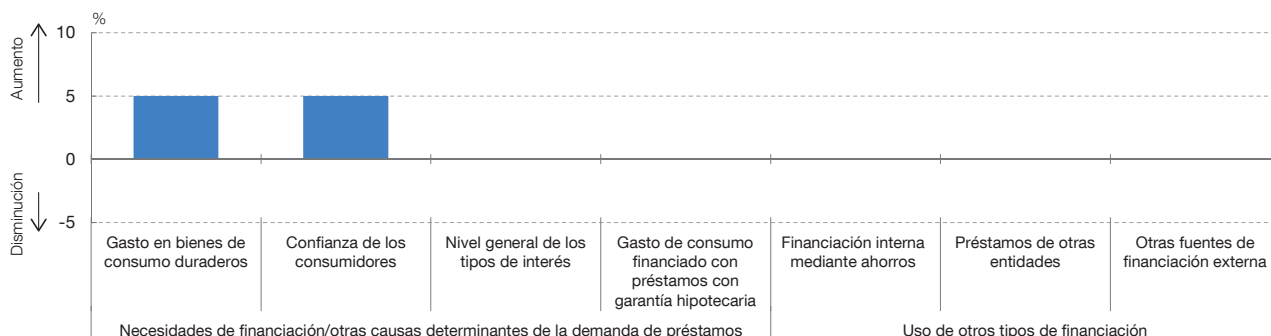 %
Aumento
Disminución
10
5
0
-5
Gasto en bienes de
consumo duraderos
Confianza de los
consumidores
Nivel general de los
tipos de interés
Gasto de consumo
financiado con
préstamos con
garantía hipotecaria
Financiación interna
mediante ahorros
Préstamos de otras
entidades
Otras fuentes de
financiación externa
Necesidades de financiación/otras causas determinantes de la demanda de préstamos
Uso de otros tipos de financiación